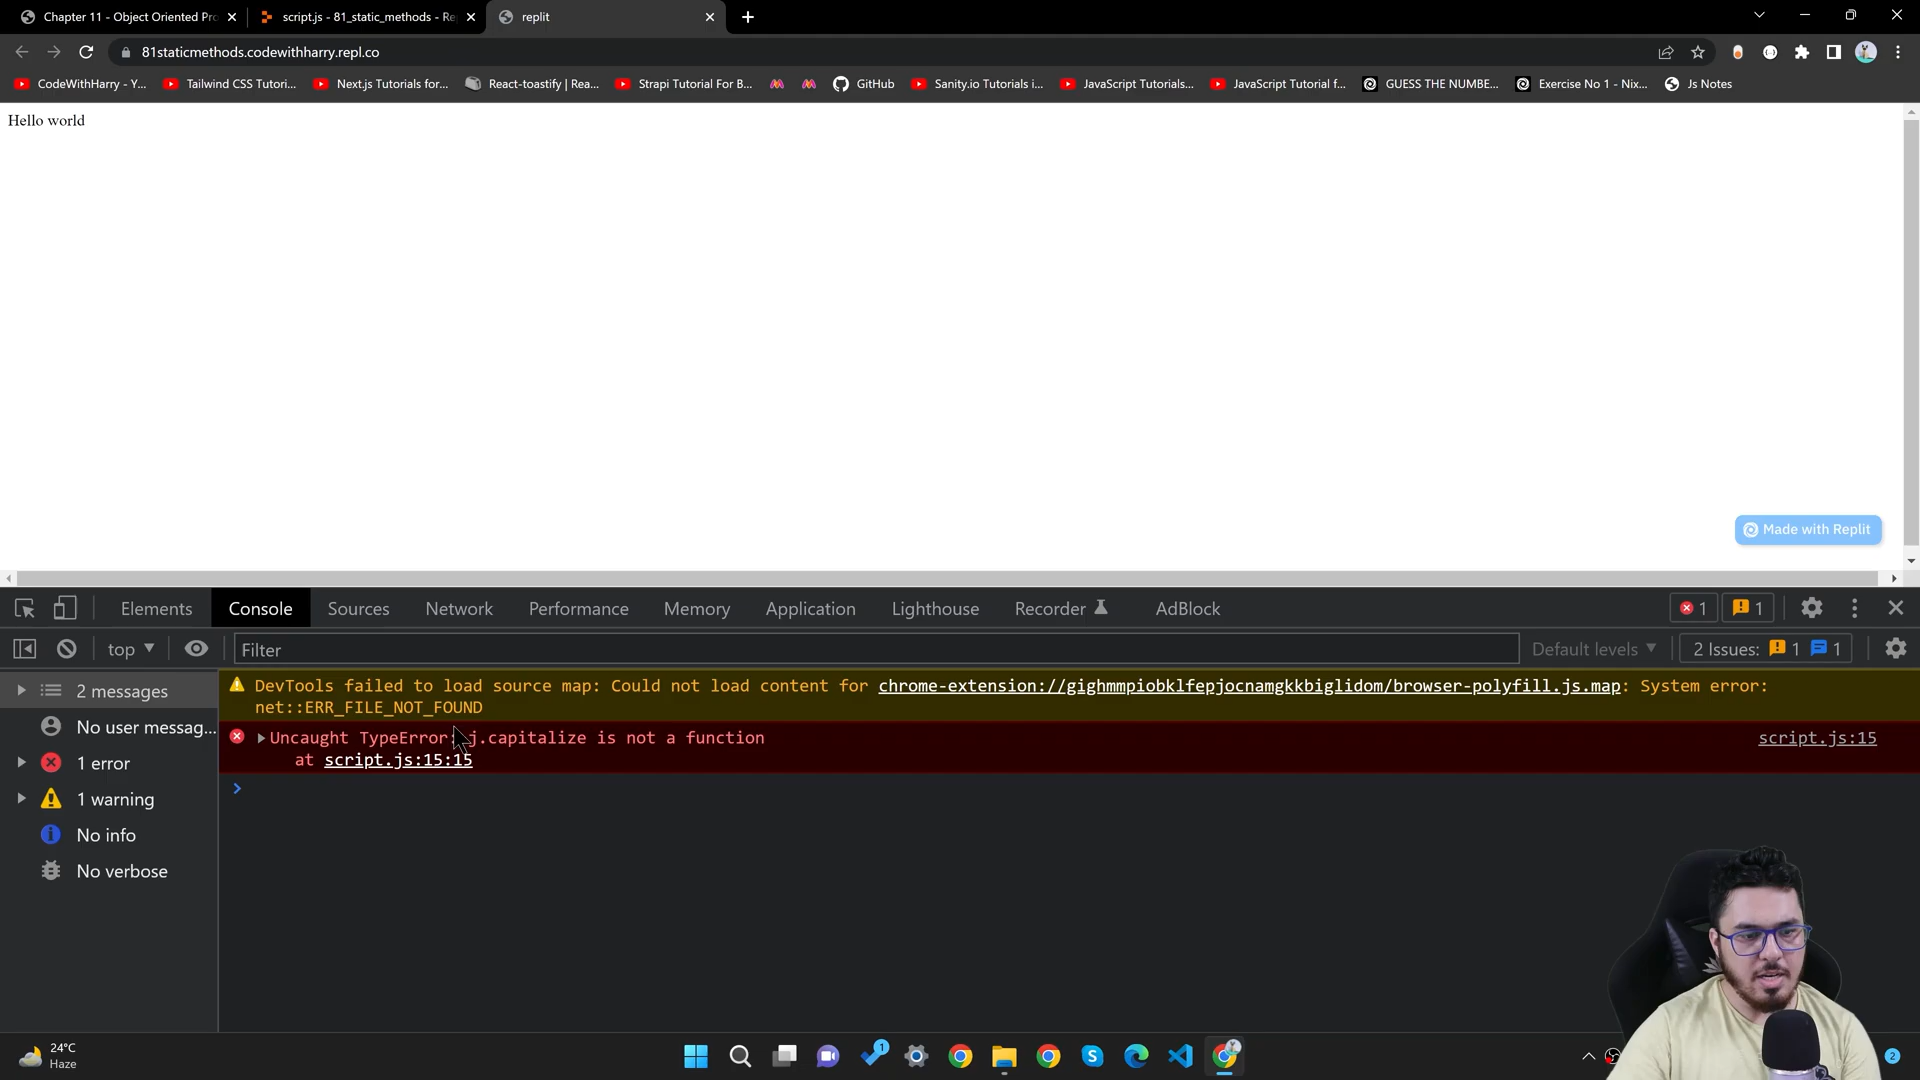 Chapter 11 - Object Oriented Pro
script.js - 81_static_methods - Re
replit
81staticmethods.codewithharry.repl.co
CodeWithHarry - Y...
Tailwind CSS Tutori...
Next.js Tutorials for...
React-toastify | Rea...
Strapi Tutorial For B...
GitHub
Sanity.io Tutorials i...
JavaScript Tutorials...
JavaScript Tutorial f...
GUESS THE NUMBE...
Exercise No 1 - Nix...
Js Notes
Hello world
Made with Replit
Elements
Console
Sources
Network
Performance
Memory
Application
Lighthouse
Recorder
AdBlock
1
1
top
Filter
Default levels
2 Issues: 1 1
2 messages
No user messag...
1 error
1 warning
No info
No verbose
DevTools failed to load source map: Could not load content for chrome-extension://gighmmpiobklfepjocnamgkkbiglidom/browser-polyfill.js.map: System error:
net::ERR_FILE_NOT_FOUND
Uncaught TypeError: j.capitalize is not a function
script.js:15
at script.js:15:15
24°C
Haze
1
2